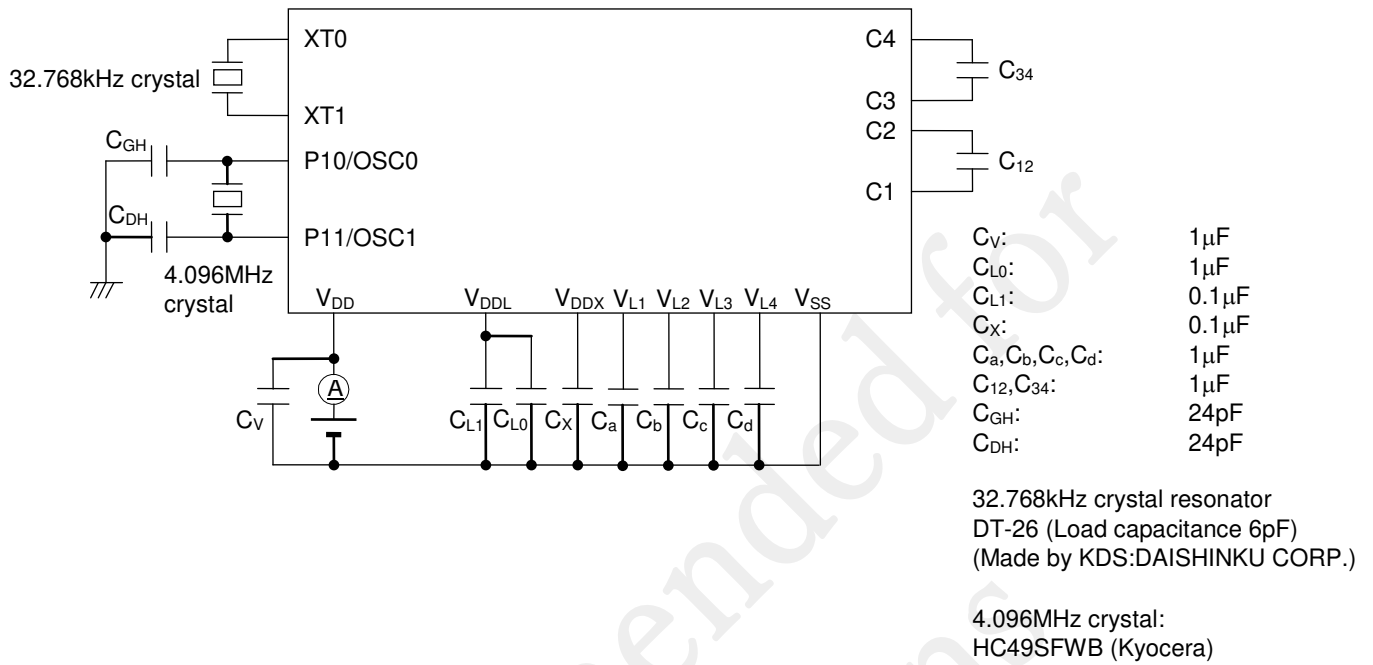 XT0
C4
32.768kHz crystal
C34
XT1
C3
C2
CGH
P10/OSC0
C12
C1
CDH
P11/OSC1
4.096MHz
crystal
VDD VDDL VDDX VL1 VL2 VL3 VL4 VSS
A
CV CL1 CL0 CX Ca Cb Cc Cd
CV: 1μF
CL0: 1μF
CL1: 0.1μF
CX: 0.1μF
Ca,Cb,Cc,Cd: 1μF
C12,C34: 1μF
CGH: 24pF
CDH: 24pF
32.768kHz crystal resonator
DT-26 (Load capacitance 6pF)
(Made by KDS:DAISHINKU CORP.)
4.096MHz crystal:
HC49SFWB (Kyocera)
ended for
ns